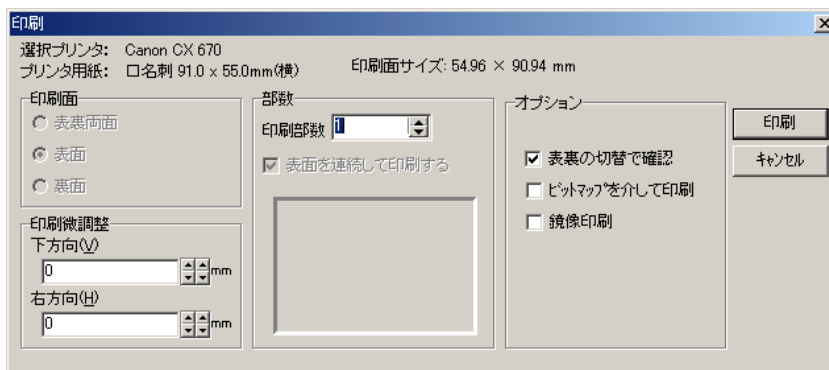 印刷
選択プリンタ: Canon CX 670
プリンタ用紙: 口名刺 91.0 x 55.0mm(横)
印刷面サイズ: 54.96 × 90.94 mm
印刷面
表裏両面
表面
裏面
印刷微調整
下方向(V)
0 mm
右方向(H)
0 mm
部数
印刷部数 1
表面を連続して印刷する
オプション
表裏の切替で確認
ビットマップを介して印刷
鏡像印刷
印刷
キャンセル